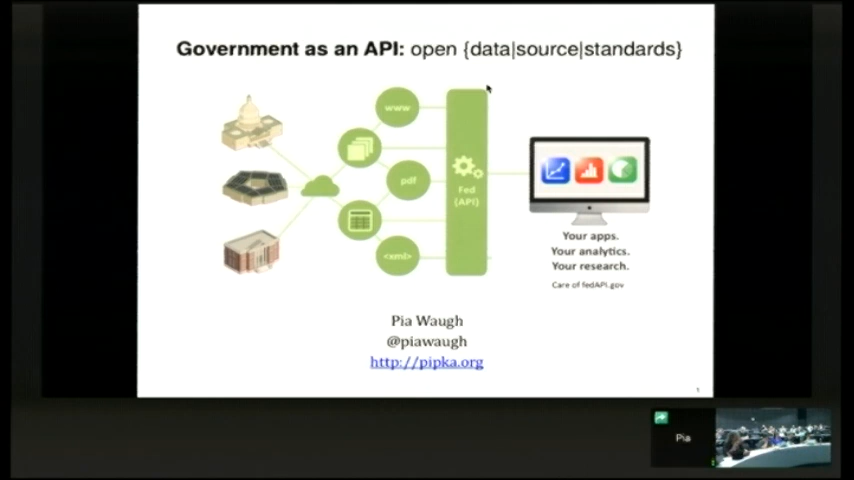 Government as an API: open {data|source|standards}
www
pdf
<xml>
Fed
{API}
Your apps.
Your analytics.
Your research.
Care of fedAPI.gov
Pia Waugh
@piawaugh
http://pipka.org
1
Pia